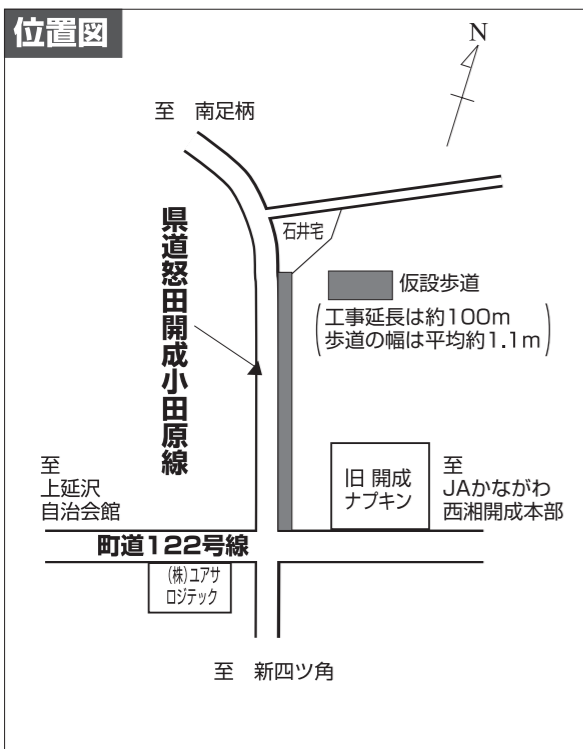 位置図
N
至　南足柄
石井宅
県道怒田開成小田原線
仮設歩道
(工事延長は約100m
歩道の幅は平均約1.1m)
至
上延沢
自治会館
旧 開成
ナプキン
至
JAかながわ
西湘開成本部
町道122号線
(株)ユアサ
ロジテック
至　新四ツ角